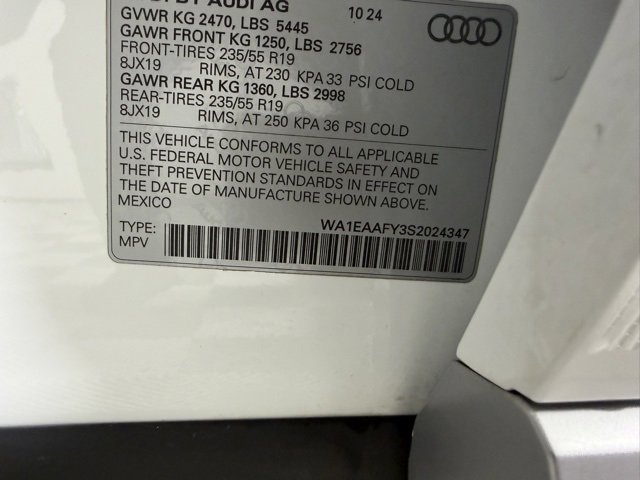 BY AUDI AG 10 24
GVWR KG 2470, LBS 5445
GAWR FRONT KG 1250, LBS 2756
FRONT-TIRES 235/55 R19
8JX19 RIMS, AT 230 KPA 33 PSI COLD
GAWR REAR KG 1360, LBS 2998
REAR-TIRES 235/55 R19
8JX19 RIMS, AT 250 KPA 36 PSI COLD
THIS VEHICLE CONFORMS TO ALL APPLICABLE
U.S. FEDERAL MOTOR VEHICLE SAFETY AND
THEFT PREVENTION STANDARDS IN EFFECT ON
THE DATE OF MANUFACTURE SHOWN ABOVE.
MEXICO
WA1EAAFY3S2024347
TYPE:
MPV